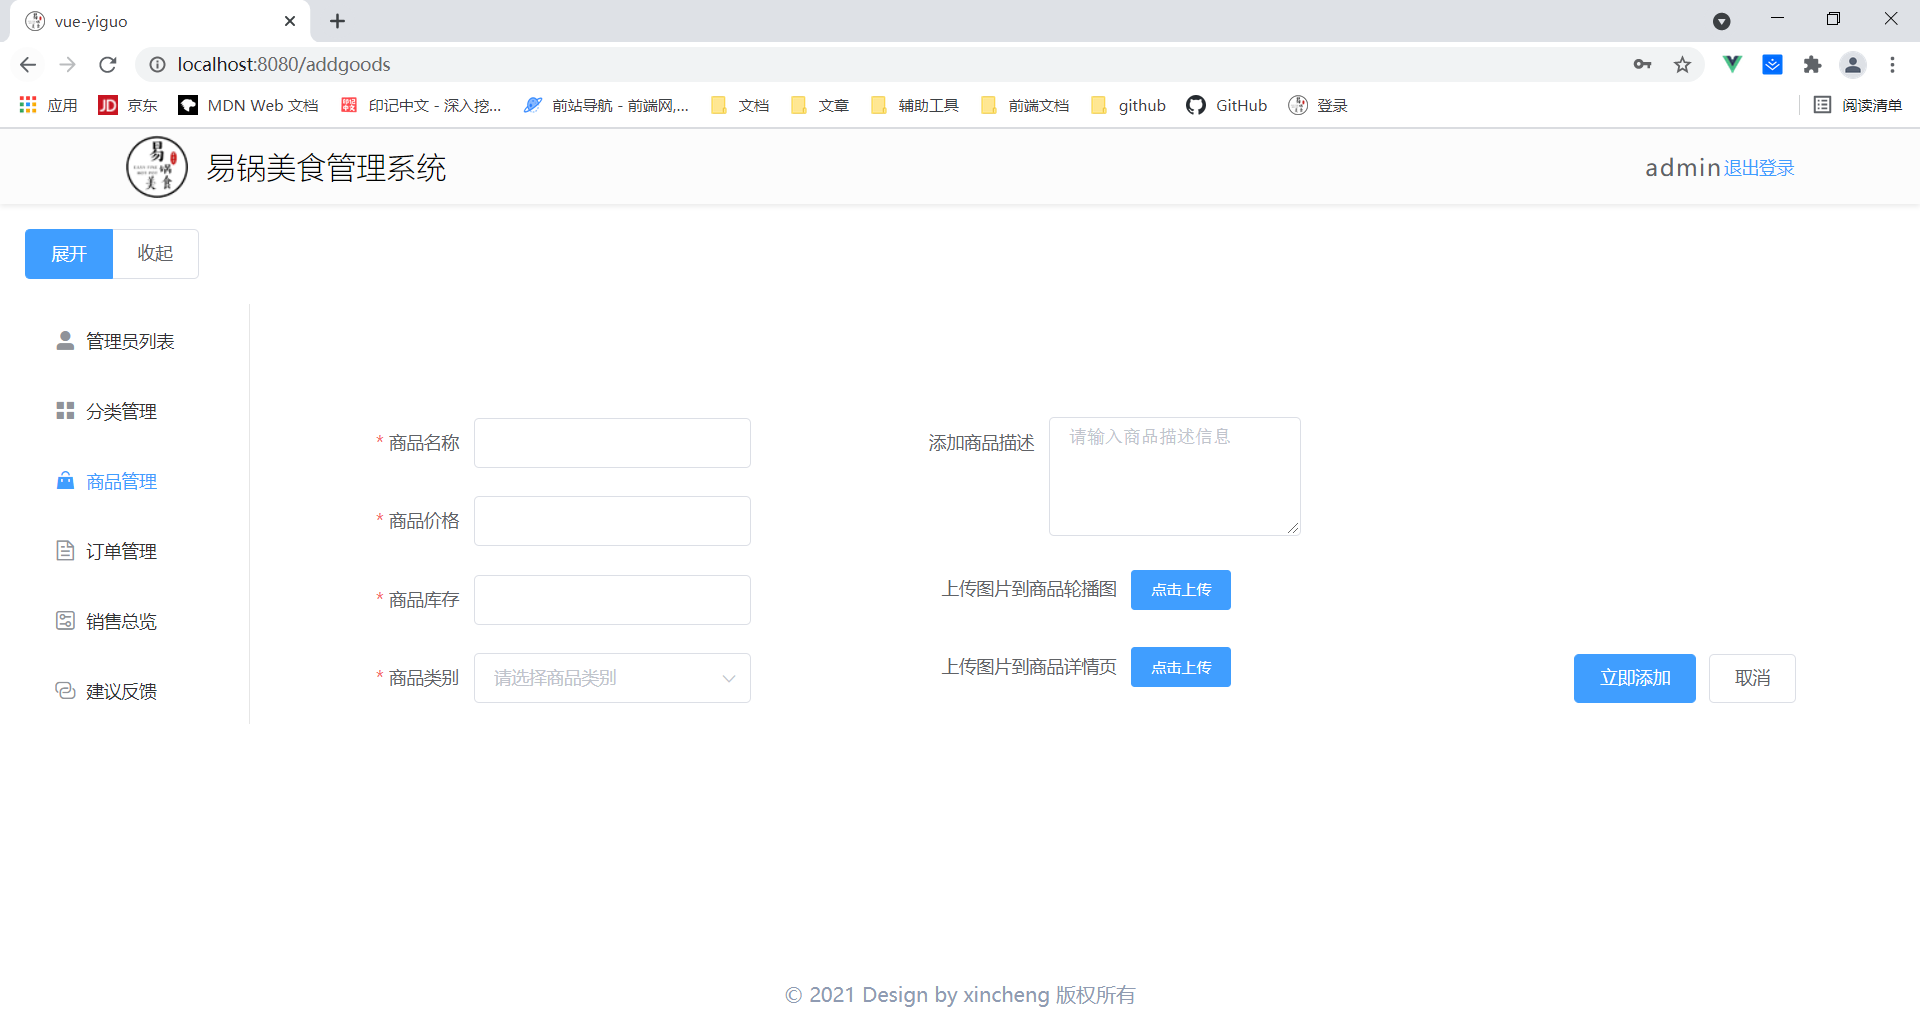 vue-yiguo
localhost:8080/addgoods
应用 京东 MDN Web 文档 印记中文 - 深入挖... 前站导航 - 前端网,... 文档 文章 辅助工具 前端文档 github GitHub 登录 阅读清单
易锅美食管理系统 admin退出登录
展开 收起
管理员列表
分类管理
商品管理
订单管理
销售总览
建议反馈
* 商品名称
* 商品价格
* 商品库存
* 商品类别 请选择商品类别
添加商品描述 请输入商品描述信息
上传图片到商品轮播图 点击上传
上传图片到商品详情页 点击上传
立即添加 取消
© 2021 Design by xincheng 版权所有